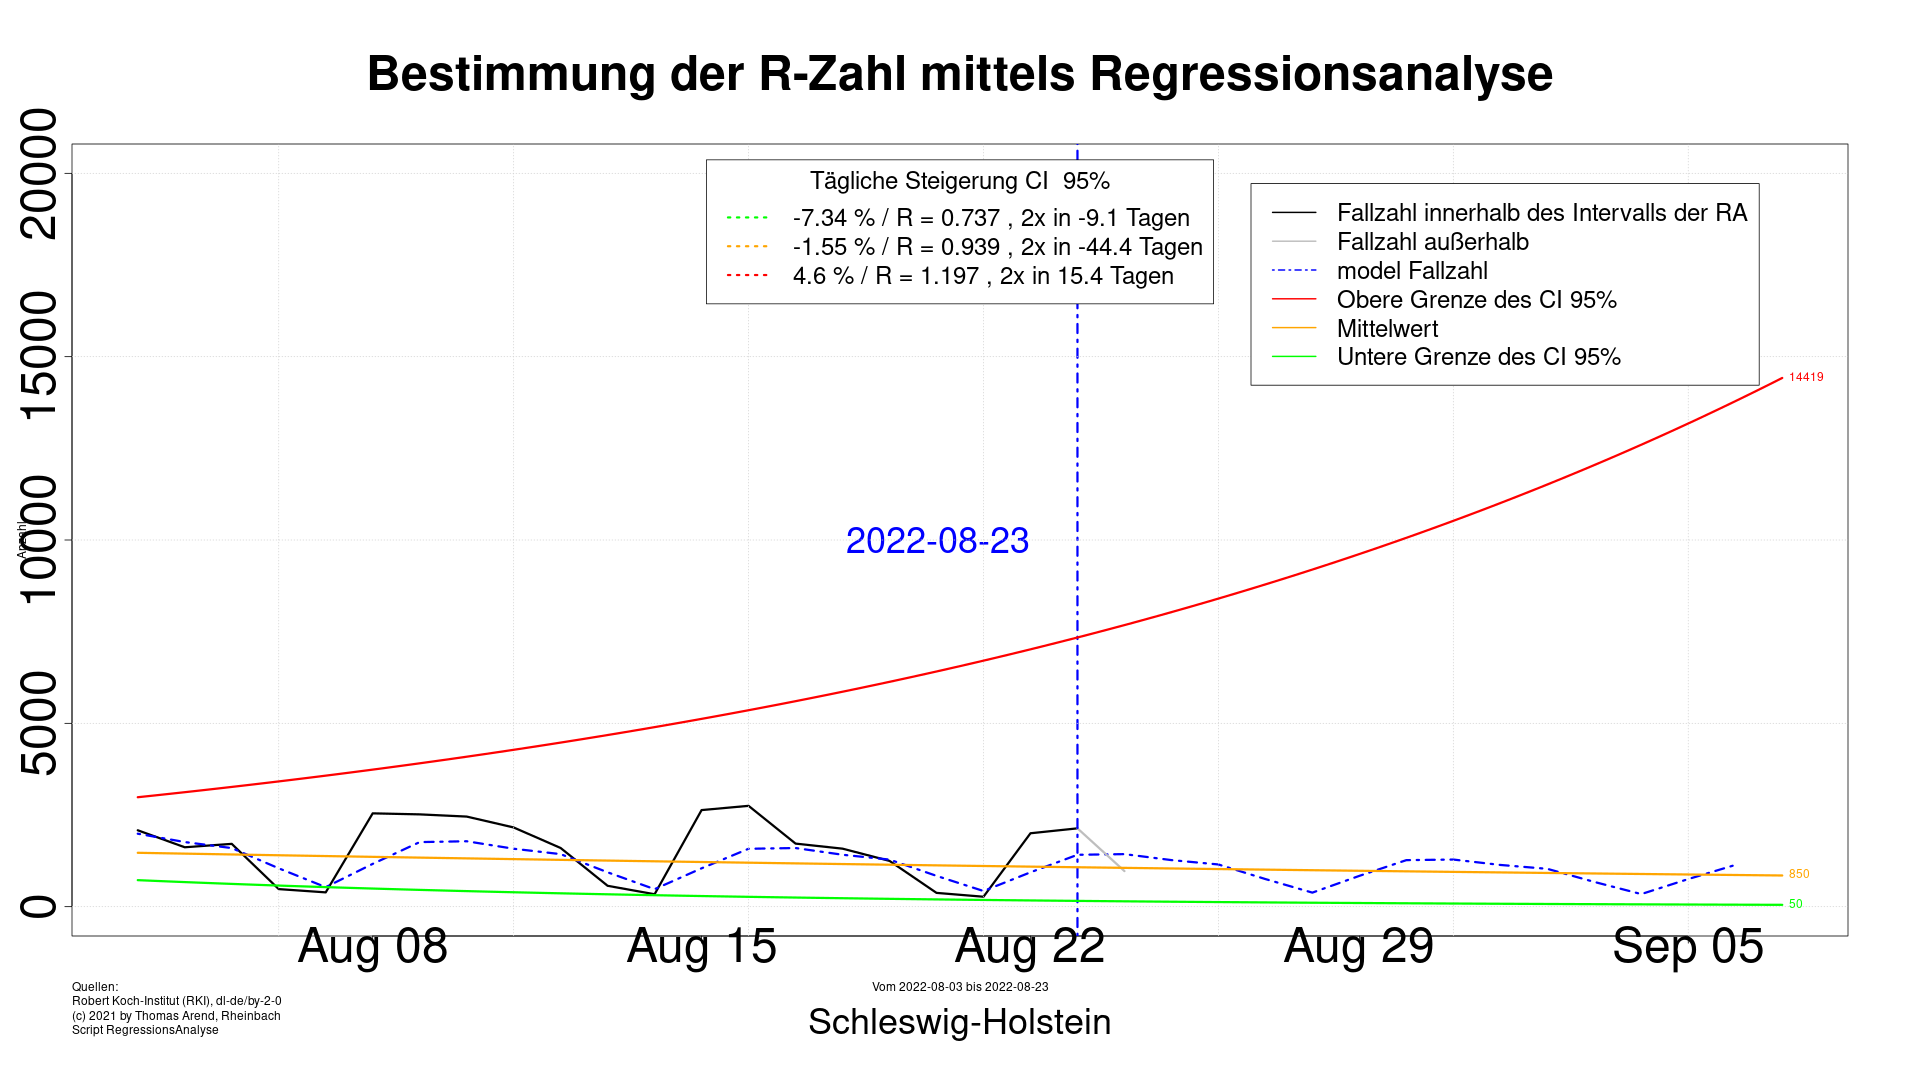 Bestimmung der R-Zahl mittels Regressionsanalyse
Anzahl
20000
15000
10000
5000
0
Tägliche Steigerung CI  95%
-7.34 % / R = 0.737 , 2x in -9.1 Tagen
-1.55 % / R = 0.939 , 2x in -44.4 Tagen
4.6 % / R = 1.197 , 2x in 15.4 Tagen
Fallzahl innerhalb des Intervalls der RA
Fallzahl außerhalb
model Fallzahl
Obere Grenze des CI 95%
Mittelwert
Untere Grenze des CI 95%
14419
2022-08-23
850
50
Aug 08
Aug 15
Aug 22
Aug 29
Sep 05
Quellen:
Robert Koch-Institut (RKI), dl-de/by-2-0
(c) 2021 by Thomas Arend, Rheinbach
Script RegressionsAnalyse
Vom 2022-08-03 bis 2022-08-23
Schleswig-Holstein